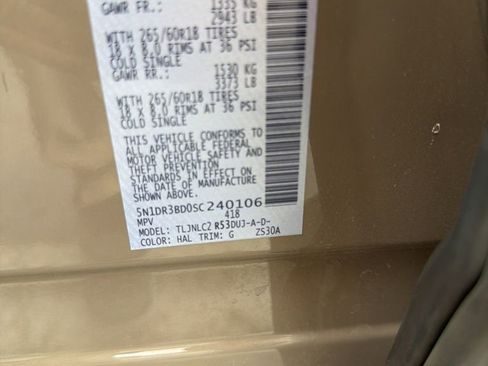 GAWR FR.: 1335 KG
2943 LB
WITH 265/60R18 TIRES
18 X 8.0 RIMS AT 36 PSI
COLD SINGLE
GAWR RR.: 1530 KG
3373 LB
WITH 265/60R18 TIRES
18 X 8.0 RIMS AT 36 PSI
COLD SINGLE
THIS VEHICLE CONFORMS TO
ALL APPLICABLE FEDERAL
MOTOR VEHICLE SAFETY AND
THEFT PREVENTION
STANDARDS IN EFFECT ON
DATE OF MANUFACTURE
SHOWN ABOVE.
5N1DR3BD0SC240106
MPV 418
MODEL: TLJNLC2 R53DUJ-A-D-
COLOR: HAL TRIM: G ZS30A